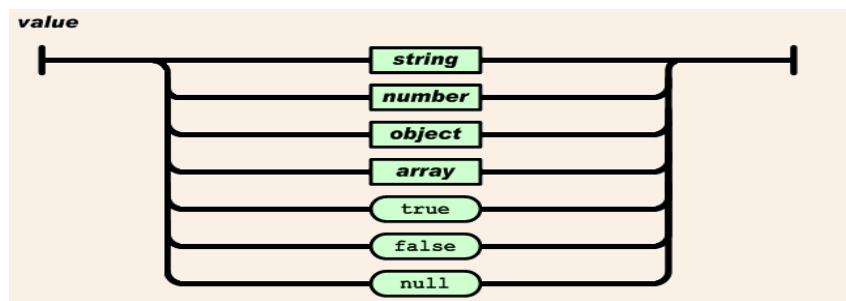 value
string
number
object
array
true
false
null